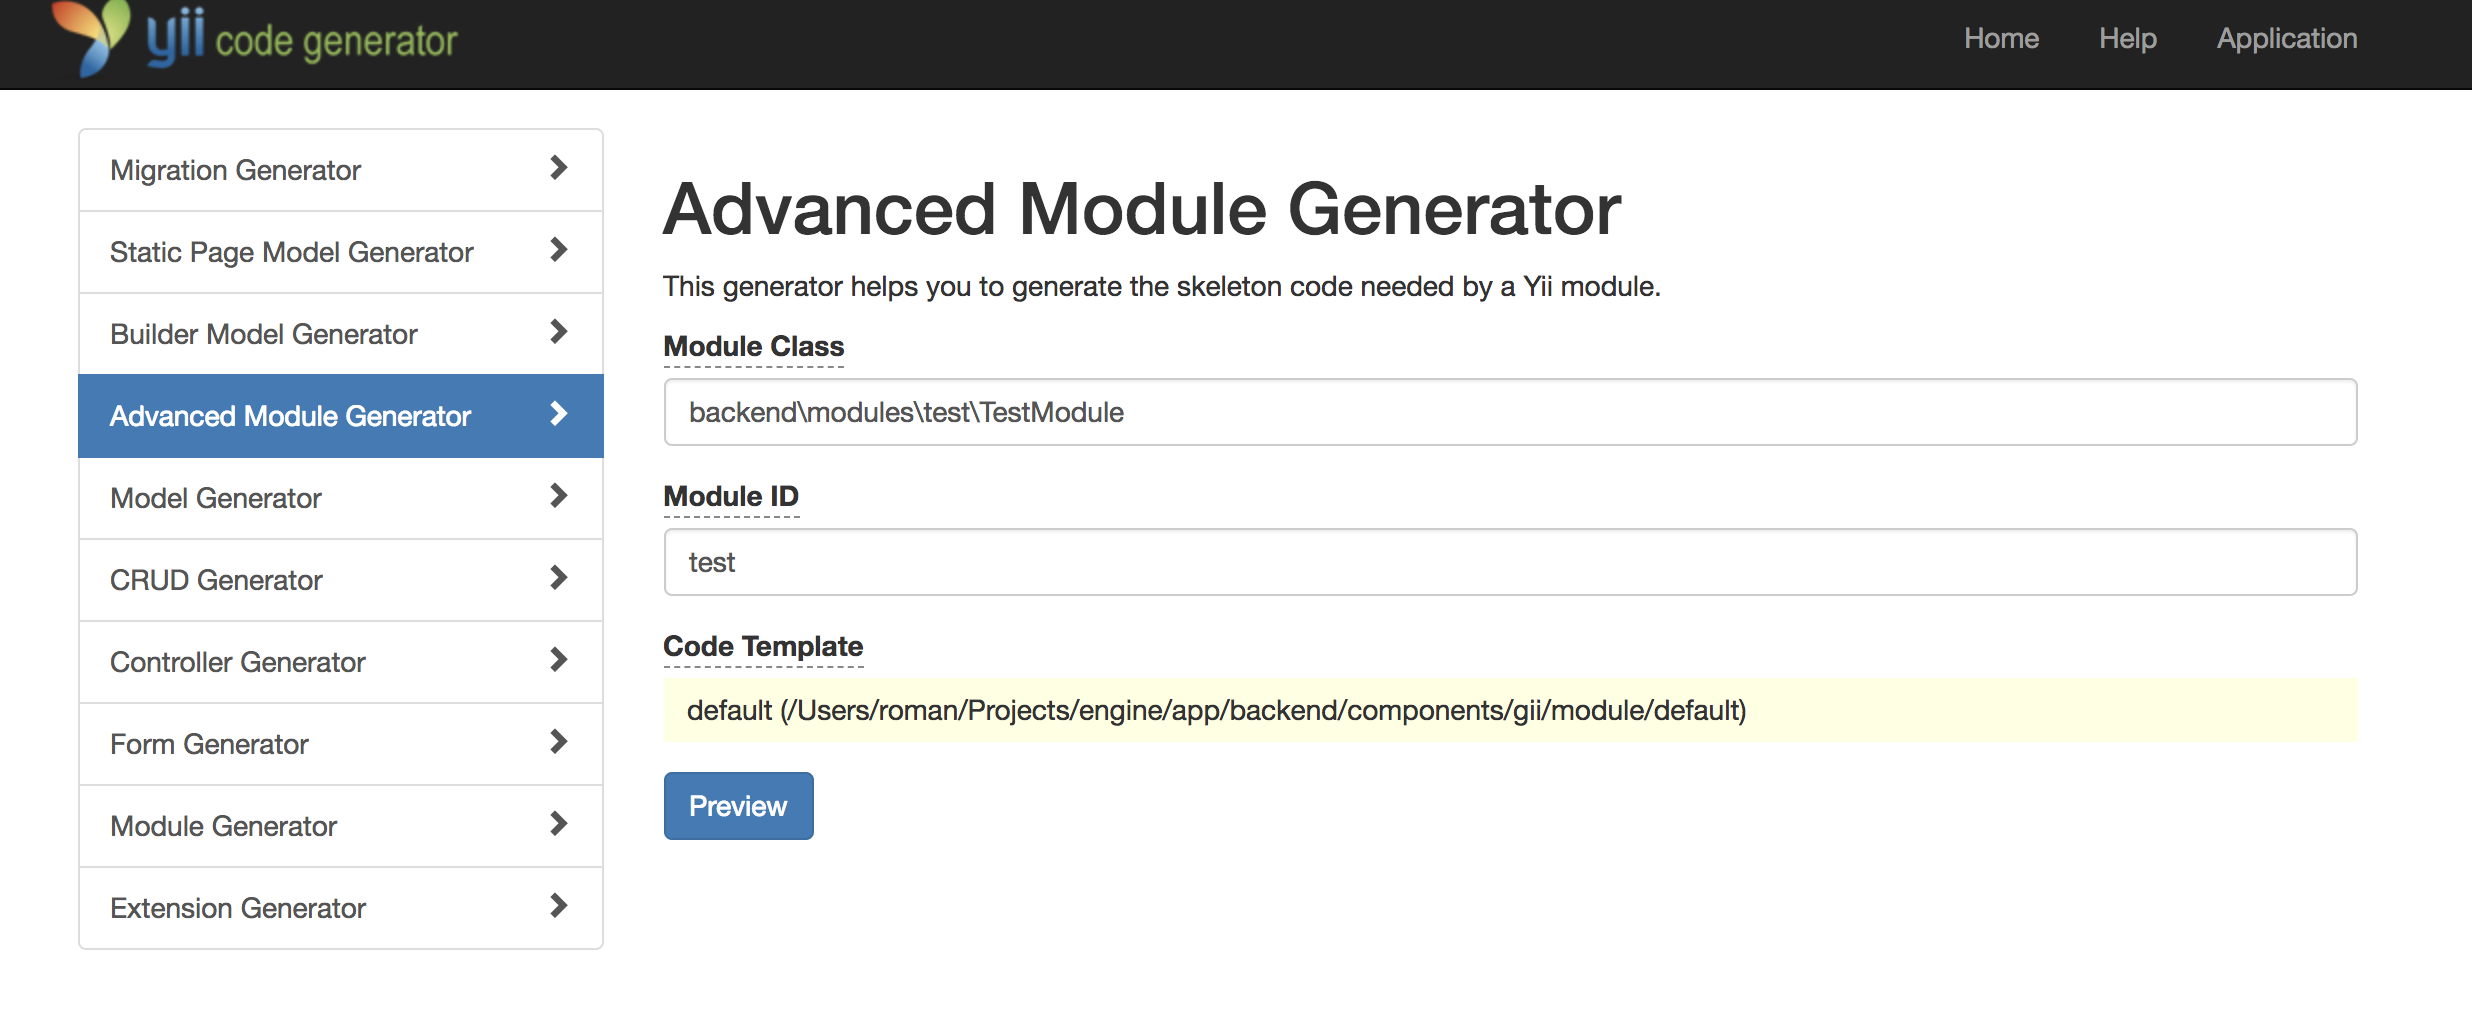 yii code generator
Home Help Application
Migration Generator
Static Page Model Generator
Builder Model Generator
Advanced Module Generator
Model Generator
CRUD Generator
Controller Generator
Form Generator
Module Generator
Extension Generator
Advanced Module Generator
This generator helps you to generate the skeleton code needed by a Yii module.
Module Class
backend\modules\test\TestModule
Module ID
test
Code Template
default (/Users/roman/Projects/engine/app/backend/components/gii/module/default)
Preview